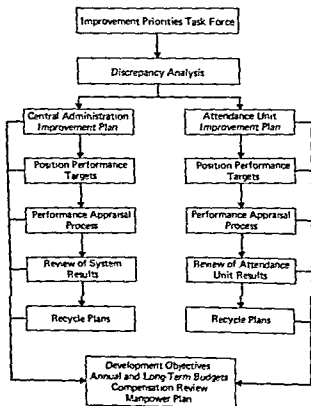 Improvement Priorities Task Force
Discrepancy Analysis
Central Administration
Improvement Plan
Attendance Unit
Improvement Plan
Position Performance
Targets
Position Performance
Targets
Performance Appraisal
Process
Performance Appraisal
Process
Review of System
Results
Review of Attendance
Unit Results
Recycle Plans
Recycle Plans
Development Objectives
Annual and Long-Term Budgets
Compensation Review
Manpower Plan